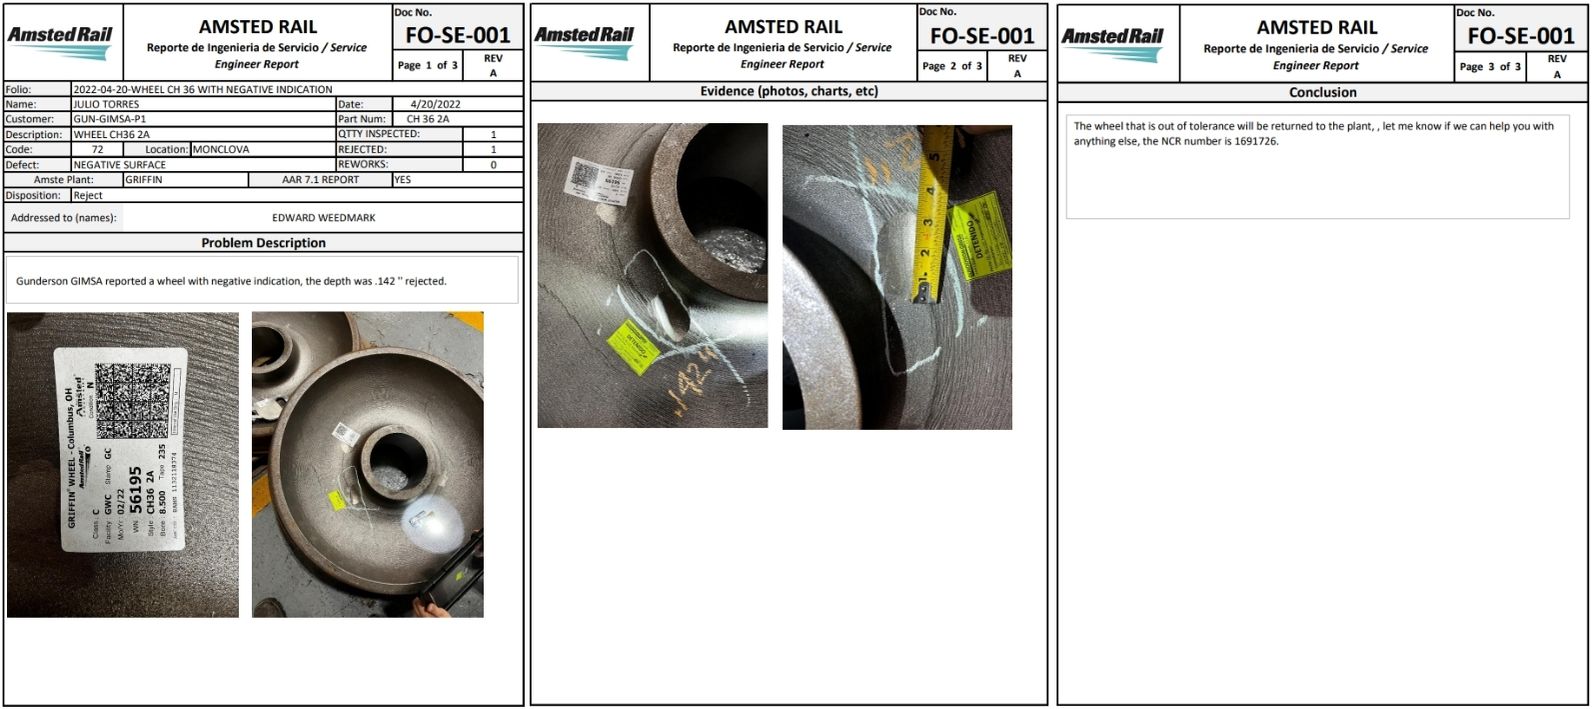 AmstedRail
AMSTED RAIL
Reporte de Ingenieria de Servicio / Service
Engineer Report
Doc No.
FO-SE-001
Page 1 of 3
REV
A
Folio: 2022-04-20-WHEEL CH 36 WITH NEGATIVE INDICATION
Name: JULIO TORRES Date: 4/20/2022
Customer: GUN-GIMSA-P1 Part Num: CH 36 2A
Description: WHEEL CH36 2A QTTY INSPECTED: 1
Code: 72 Location: MONCLOVA REJECTED: 1
Defect: NEGATIVE SURFACE REWORKS: 0
Amste Plant: GRIFFIN AAR 7.1 REPORT YES
Disposition: Reject
Addressed to (names): EDWARD WEEDMARK
Problem Description
Gunderson GIMSA reported a wheel with negative indication, the depth was .142 " rejected.
GRIFFIN WHEEL - Columbus, OH
AmstedRail
Amsted
Condition: N
Class: C
Facility: GWC Stamp: GC
Mo/Yr: 02/22
WN 56195
Style: CH36 2A
Bore: 8.500 Tape 235
AmstedRail
AMSTED RAIL
Reporte de Ingenieria de Servicio / Service
Engineer Report
Doc No.
FO-SE-001
Page 2 of 3
REV
A
Evidence (photos, charts, etc)
56195
DETENIDO
.142"
1 2 3 4 5
DETENIDO
AmstedRail
AMSTED RAIL
Reporte de Ingenieria de Servicio / Service
Engineer Report
Doc No.
FO-SE-001
Page 3 of 3
REV
A
Conclusion
The wheel that is out of tolerance will be returned to the plant, , let me know if we can help you with
anything else, the NCR number is 1691726.